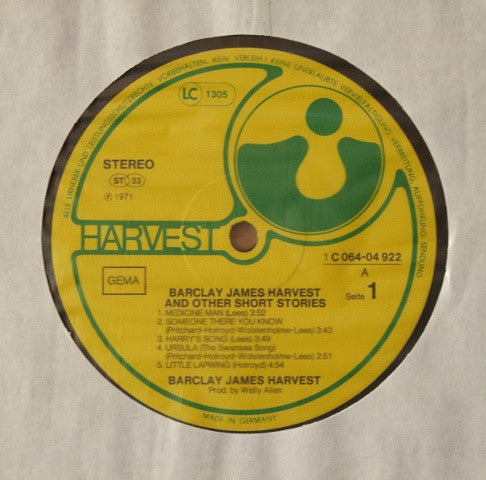 ALLE URHEBER UND LEISTUNGSSCHUTZRECHTE VORBEHALTEN. KEIN VERLEIH! KEINE UNERLAUBTE VERVIELFÄLTIGUNG, VERMIETUNG, AUFFÜHRUNG, SENDUNG
LC 1305
STEREO
ST 33
℗ 1971
HARVEST
1 C 064-04 922
GEMA
A
Seite 1
BARCLAY JAMES HARVEST
AND OTHER SHORT STORIES
1. MEDICINE MAN (Lees) 3:52
2. SOMEONE THERE YOU KNOW
(Pritchard-Holroyd-Wolstenholme-Lees) 3:43
3. HARRY'S SONG (Lees) 3:49
4. URSULA (The Swansea Song)
(Pritchard-Holroyd-Wolstenholme-Lees) 2:51
5. LITTLE LAPWING (Holroyd) 4:54
BARCLAY JAMES HARVEST
Prod. by Wally Allen
MADE IN GERMANY